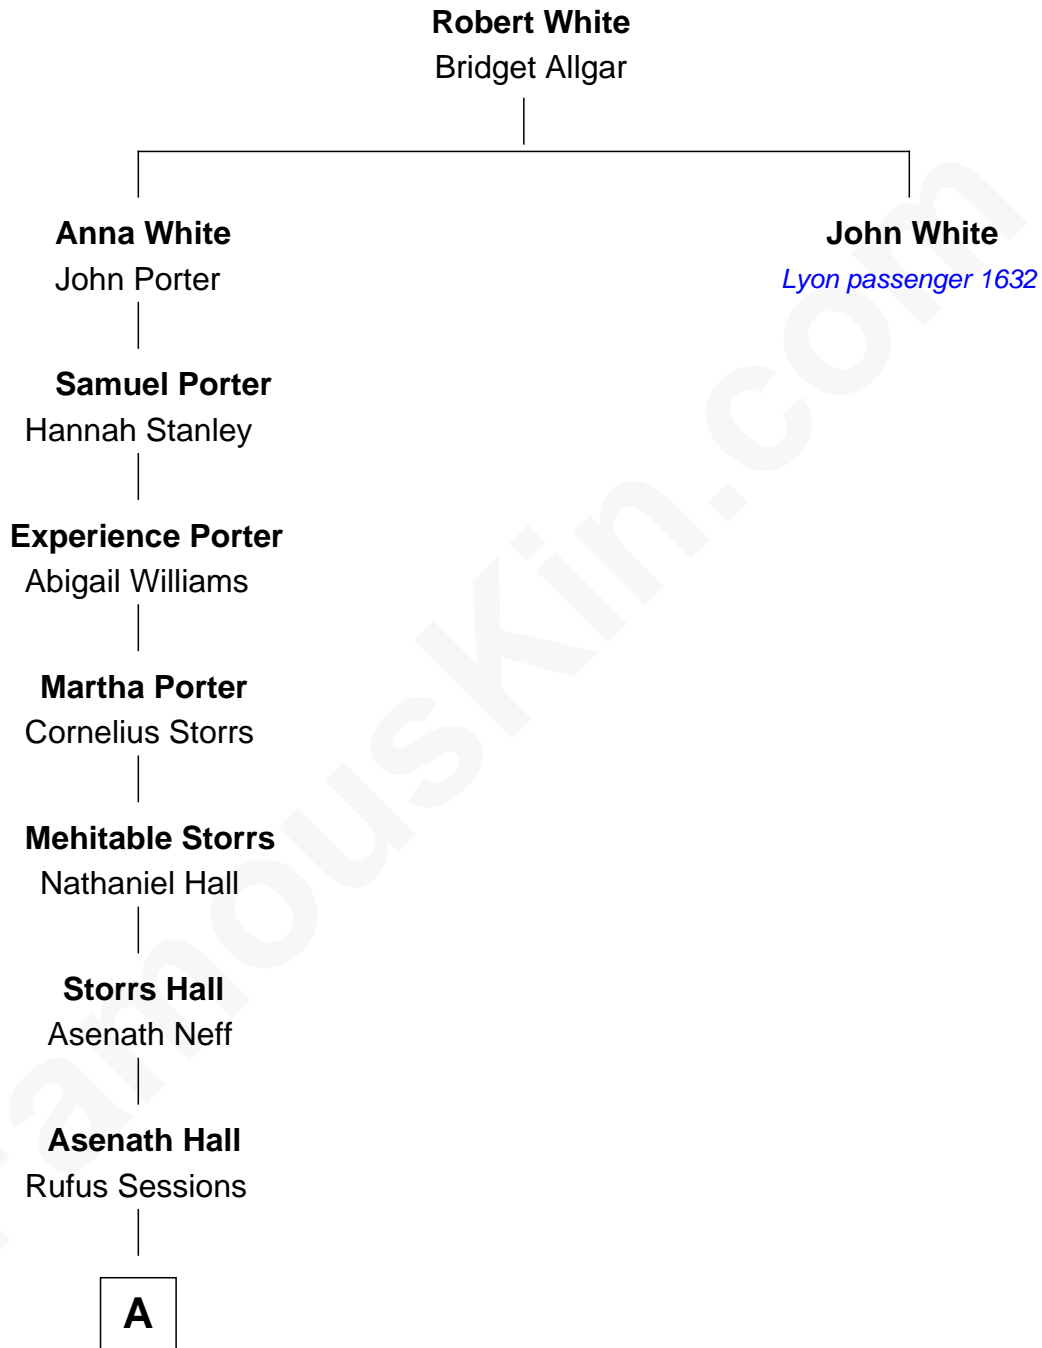 Robert White
Bridget Allgar
Anna White
John Porter
John White
Lyon passenger 1632
Samuel Porter
Hannah Stanley
Experience Porter
Abigail Williams
Martha Porter
Cornelius Storrs
Mehitable Storrs
Nathaniel Hall
Storrs Hall
Asenath Neff
Asenath Hall
Rufus Sessions
A
FamousKin.com